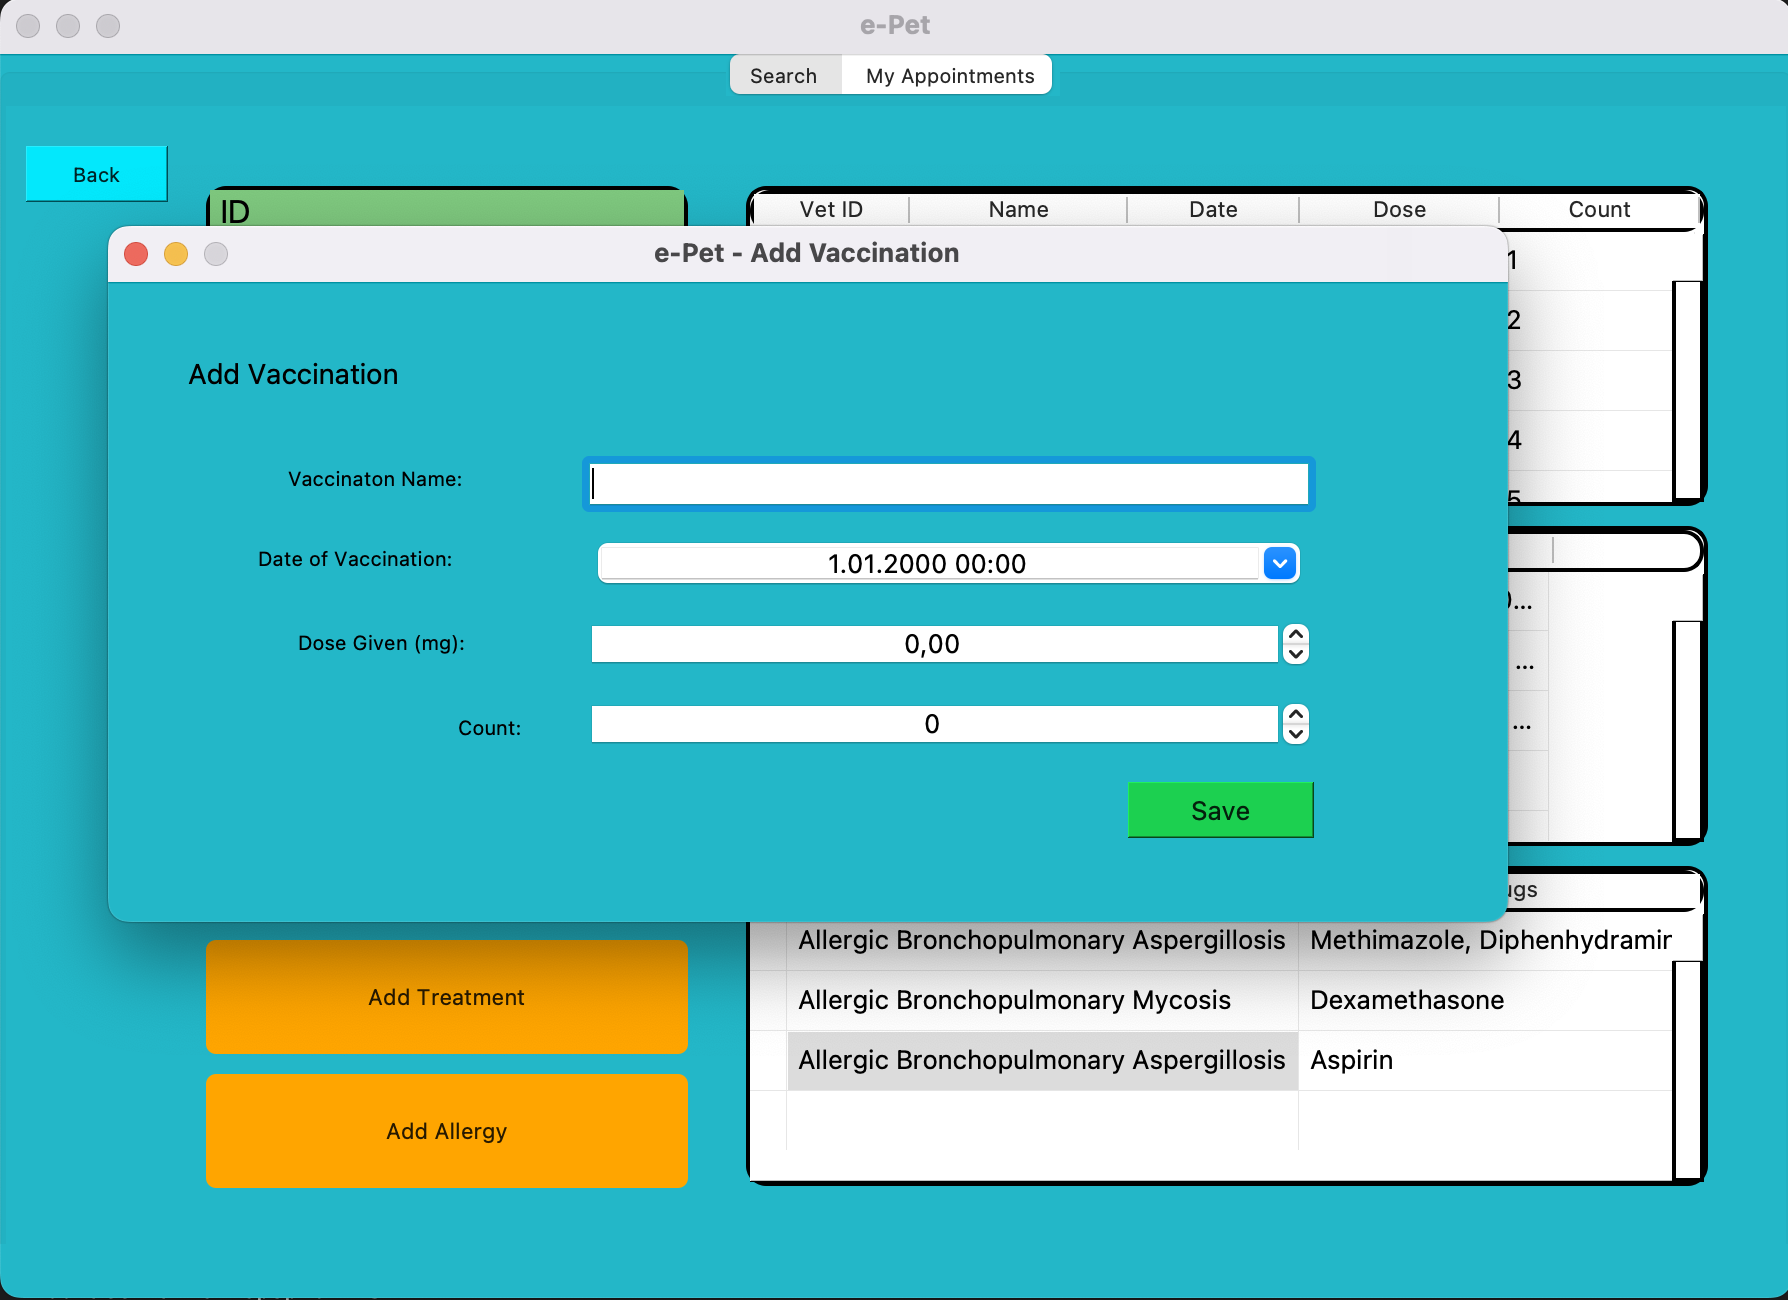 e-Pet
Search My Appointments
Back
ID
Vet ID Name Date Dose Count
e-Pet - Add Vaccination
1
2
3
4
5
Add Vaccination
Vaccinaton Name:
Date of Vaccination: 1.01.2000 00:00
Dose Given (mg): 0,00
Count: 0
Save
...
...
...
Allergic Bronchopulmonary Aspergillosis Methimazole,
Allergic Bronchopulmonary Mycosis Dexamethasone
Allergic Bronchopulmonary Aspergillosis Aspirin
Add Treatment
Add Allergy